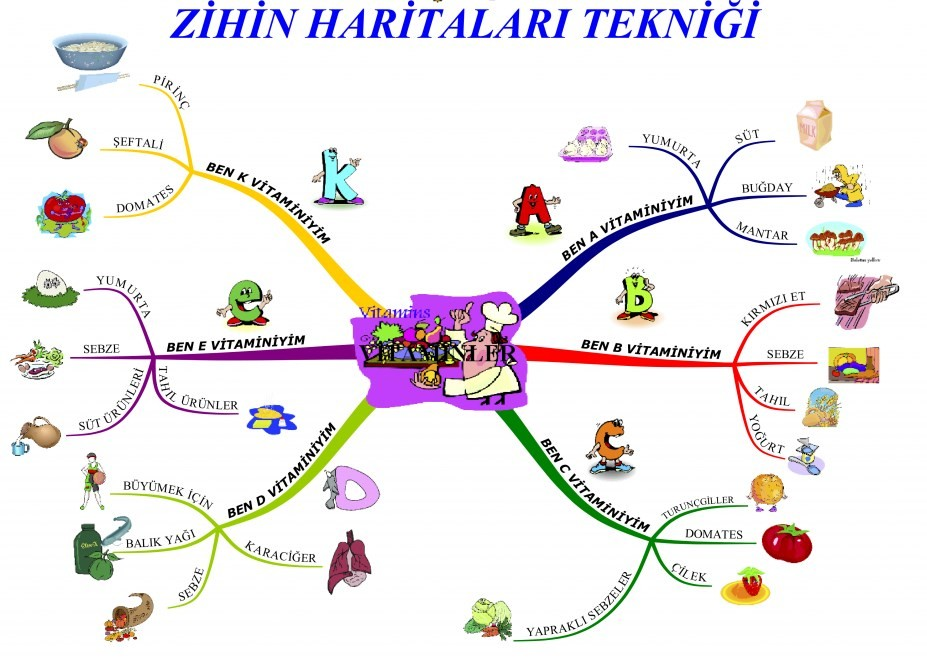 ZİHİN HARİTALARI TEKNİĞİ
PİRİNÇ
ŞEFTALİ
DOMATES
BEN K VİTAMİNİYİM
K
A
YUMURTA
SÜT
MILK
BUĞDAY
MANTAR
BEN A VİTAMİNİYİM
YUMURTA
SEBZE
SÜT ÜRÜNLERİ
TAHIL ÜRÜNLER
BEN E VİTAMİNİYİM
e
Vitamins
VİTAMİNLER
B
BEN B VİTAMİNİYİM
KIRMIZI ET
SEBZE
TAHIL
YOĞURT
BÜYÜMEK İÇİN
BALIK YAĞI
SEBZE
KARACİĞER
BEN D VİTAMİNİYİM
D
C
BEN C VİTAMİNİYİM
TURUNÇGİLLER
DOMATES
ÇİLEK
YAPRAKLI SEBZELER